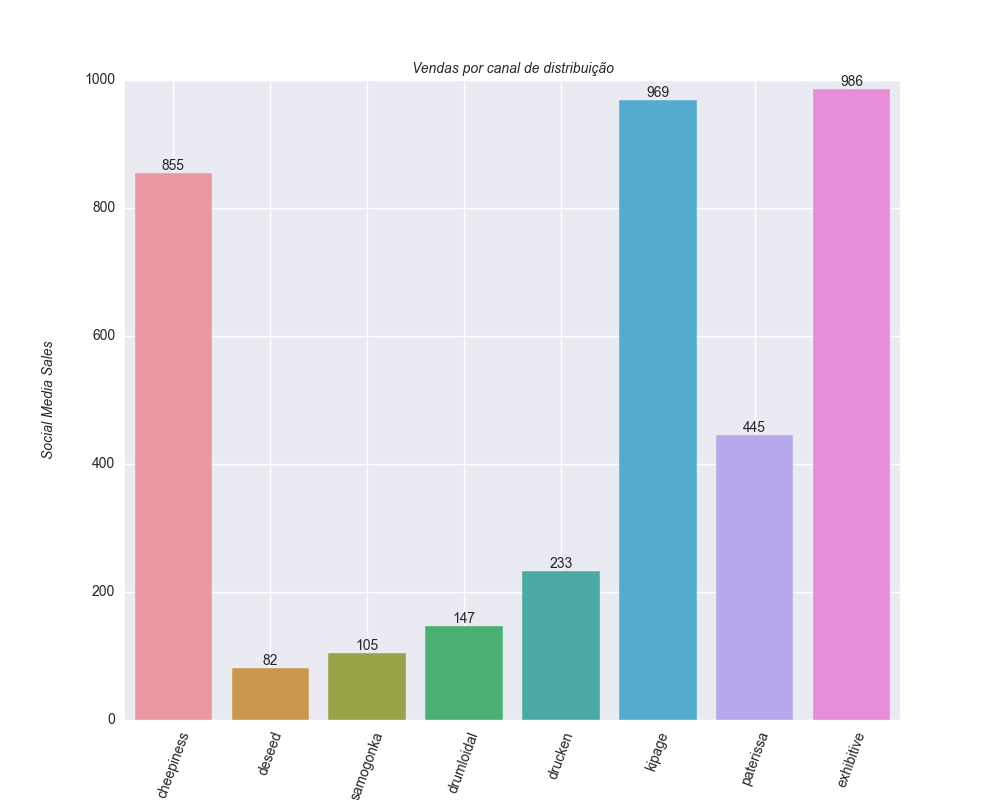 Vendas por canal de distribuição
Social Media Sales
1000
800
600
400
200
0
855
82
105
147
233
969
445
986
cheepiness
deseed
samogonka
drumloidal
drucken
kipage
paterissa
exhibitive